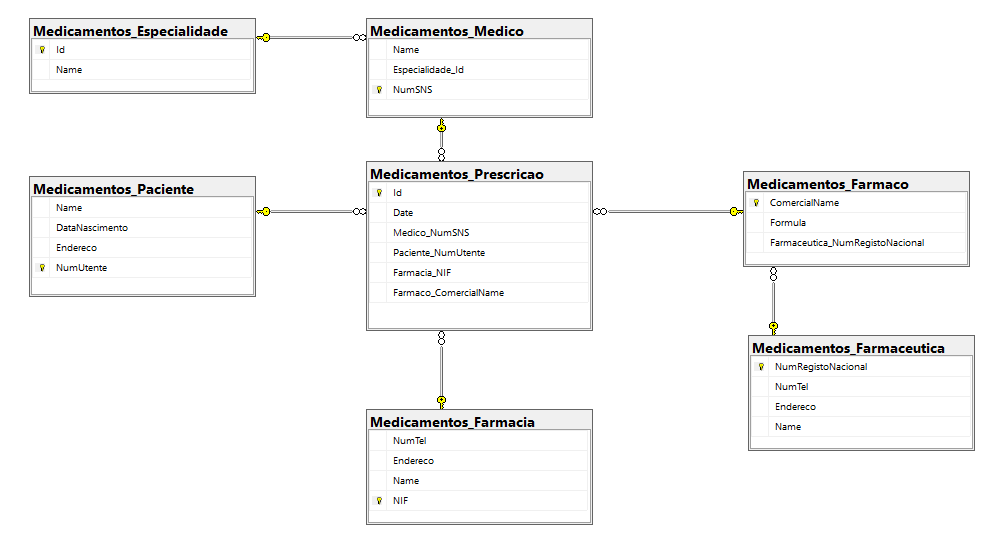 Medicamentos_Especialidade
Id
Name
Medicamentos_Medico
Name
Especialidade_Id
NumSNS
Medicamentos_Paciente
Name
DataNascimento
Endereco
NumUtente
Medicamentos_Prescricao
Id
Date
Medico_NumSNS
Paciente_NumUtente
Farmacia_NIF
Farmaco_ComercialName
Medicamentos_Farmaco
ComercialName
Formula
Farmaceutica_NumRegistoNacional
Medicamentos_Farmaceutica
NumRegistoNacional
NumTel
Endereco
Name
Medicamentos_Farmacia
NumTel
Endereco
Name
NIF